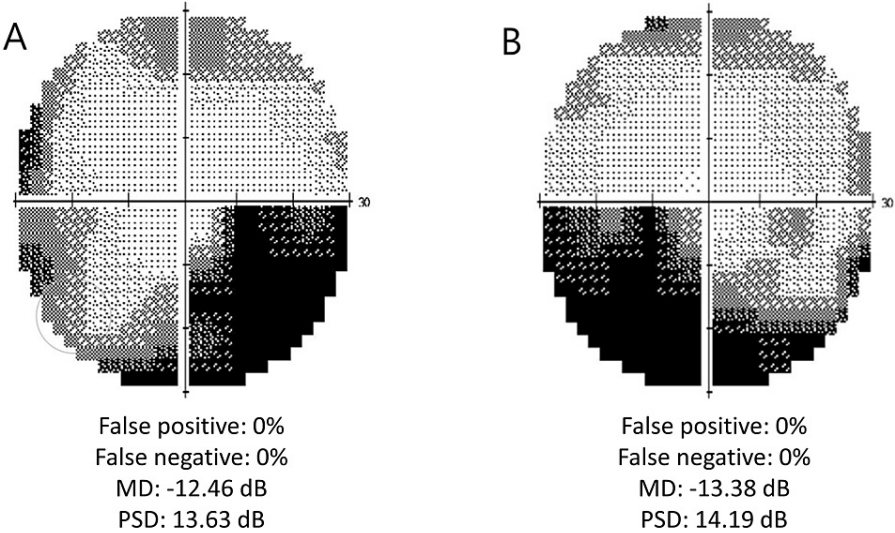 A
B
30
30
False positive: 0%
False negative: 0%
MD: -12.46 dB
PSD: 13.63 dB
False positive: 0%
False negative: 0%
MD: -13.38 dB
PSD: 14.19 dB